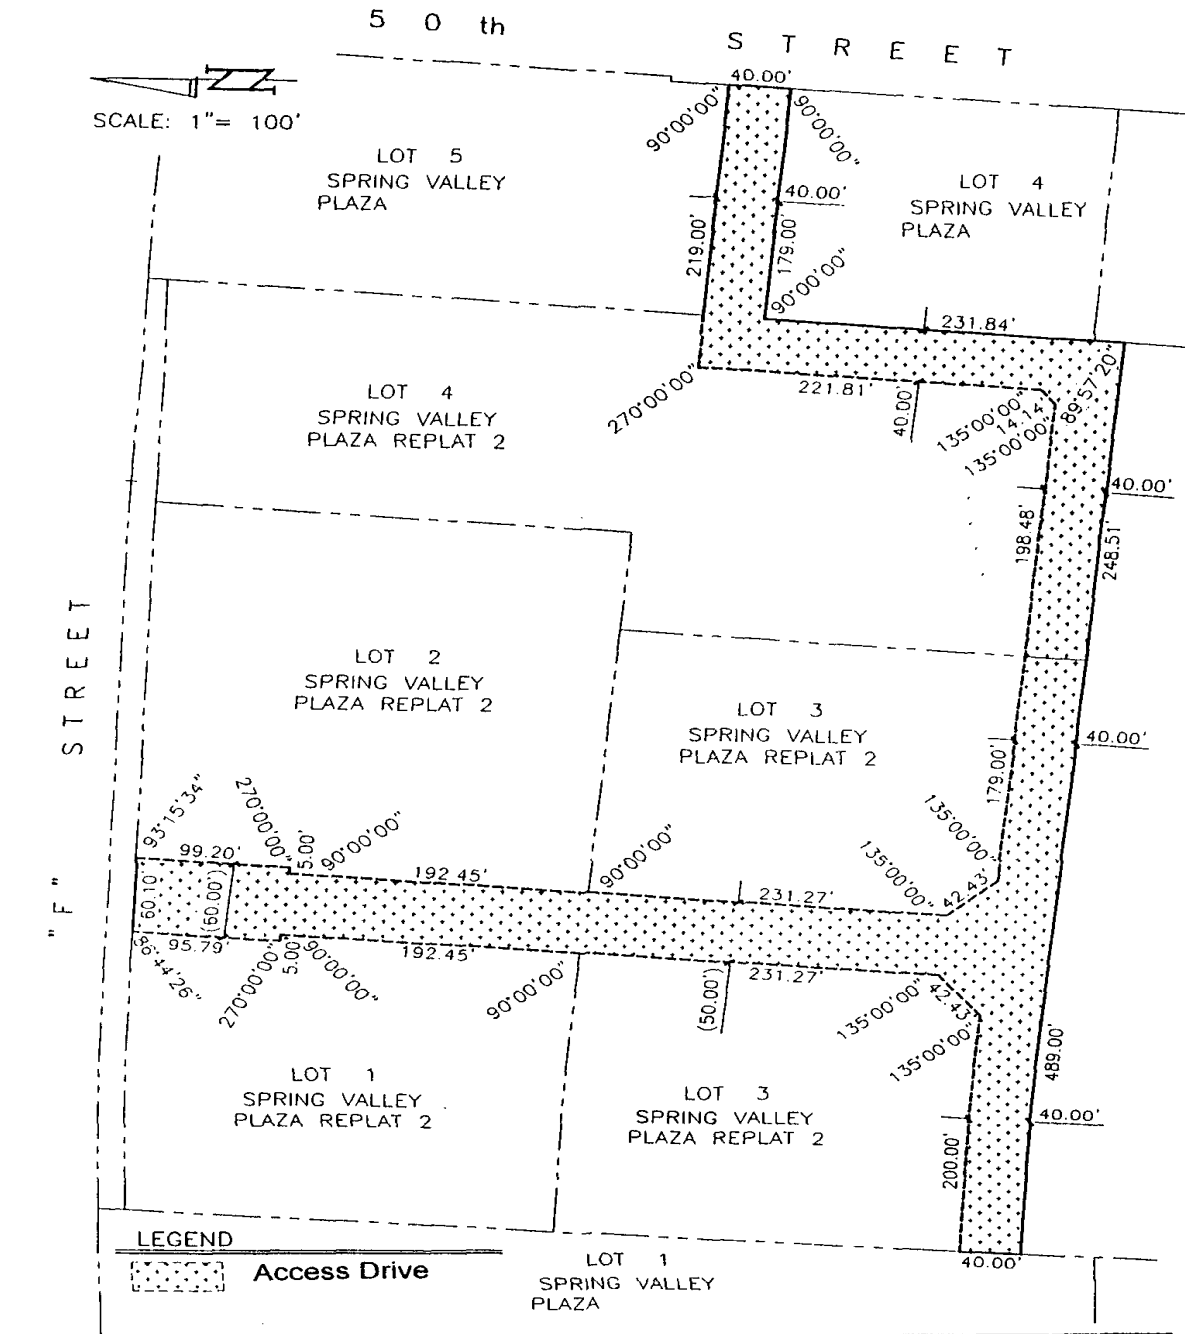 50th
STREET
40.00'
SCALE: 1"= 100'
90°00'00"
90°00'00"
LOT 5
SPRING VALLEY
PLAZA
LOT 4
SPRING VALLEY
PLAZA
40.00'
219.00'
179.00'
90°00'00"
231.84'
89°57'20"
270°00'00"
221.81'
40.00'
135°00'00"
14.14'
135°00'00"
LOT 4
SPRING VALLEY
PLAZA REPLAT 2
40.00'
198.48'
248.51'
"F" STREET
LOT 2
SPRING VALLEY
PLAZA REPLAT 2
LOT 3
SPRING VALLEY
PLAZA REPLAT 2
40.00'
179.00'
93°15'34"
270°00'00"
5.00'
90°00'00"
90°00'00"
135°00'00"
135°00'00"
42.43'
99.20'
192.45'
231.27'
60.10'
(60.00')
95.79'
86°44'26"
270°00'00"
5.00'
90°00'00"
192.45'
90°00'00"
231.27'
(50.00')
42.43'
135°00'00"
135°00'00"
489.00'
LOT 1
SPRING VALLEY
PLAZA REPLAT 2
LOT 3
SPRING VALLEY
PLAZA REPLAT 2
40.00'
200.00'
LEGEND
Access Drive
LOT 1
SPRING VALLEY
PLAZA
40.00'